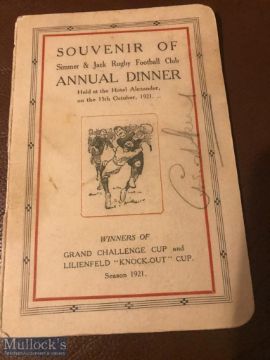 SOUVENIR OF
Simmer & Jack Rugby Football Club
ANNUAL DINNER
Held at the Hotel Alexander,
on the 15th October, 1921.
WINNERS OF
GRAND CHALLENGE CUP and
LILIENFELD "KNOCK-OUT" CUP.
Season 1921.
Mullock's